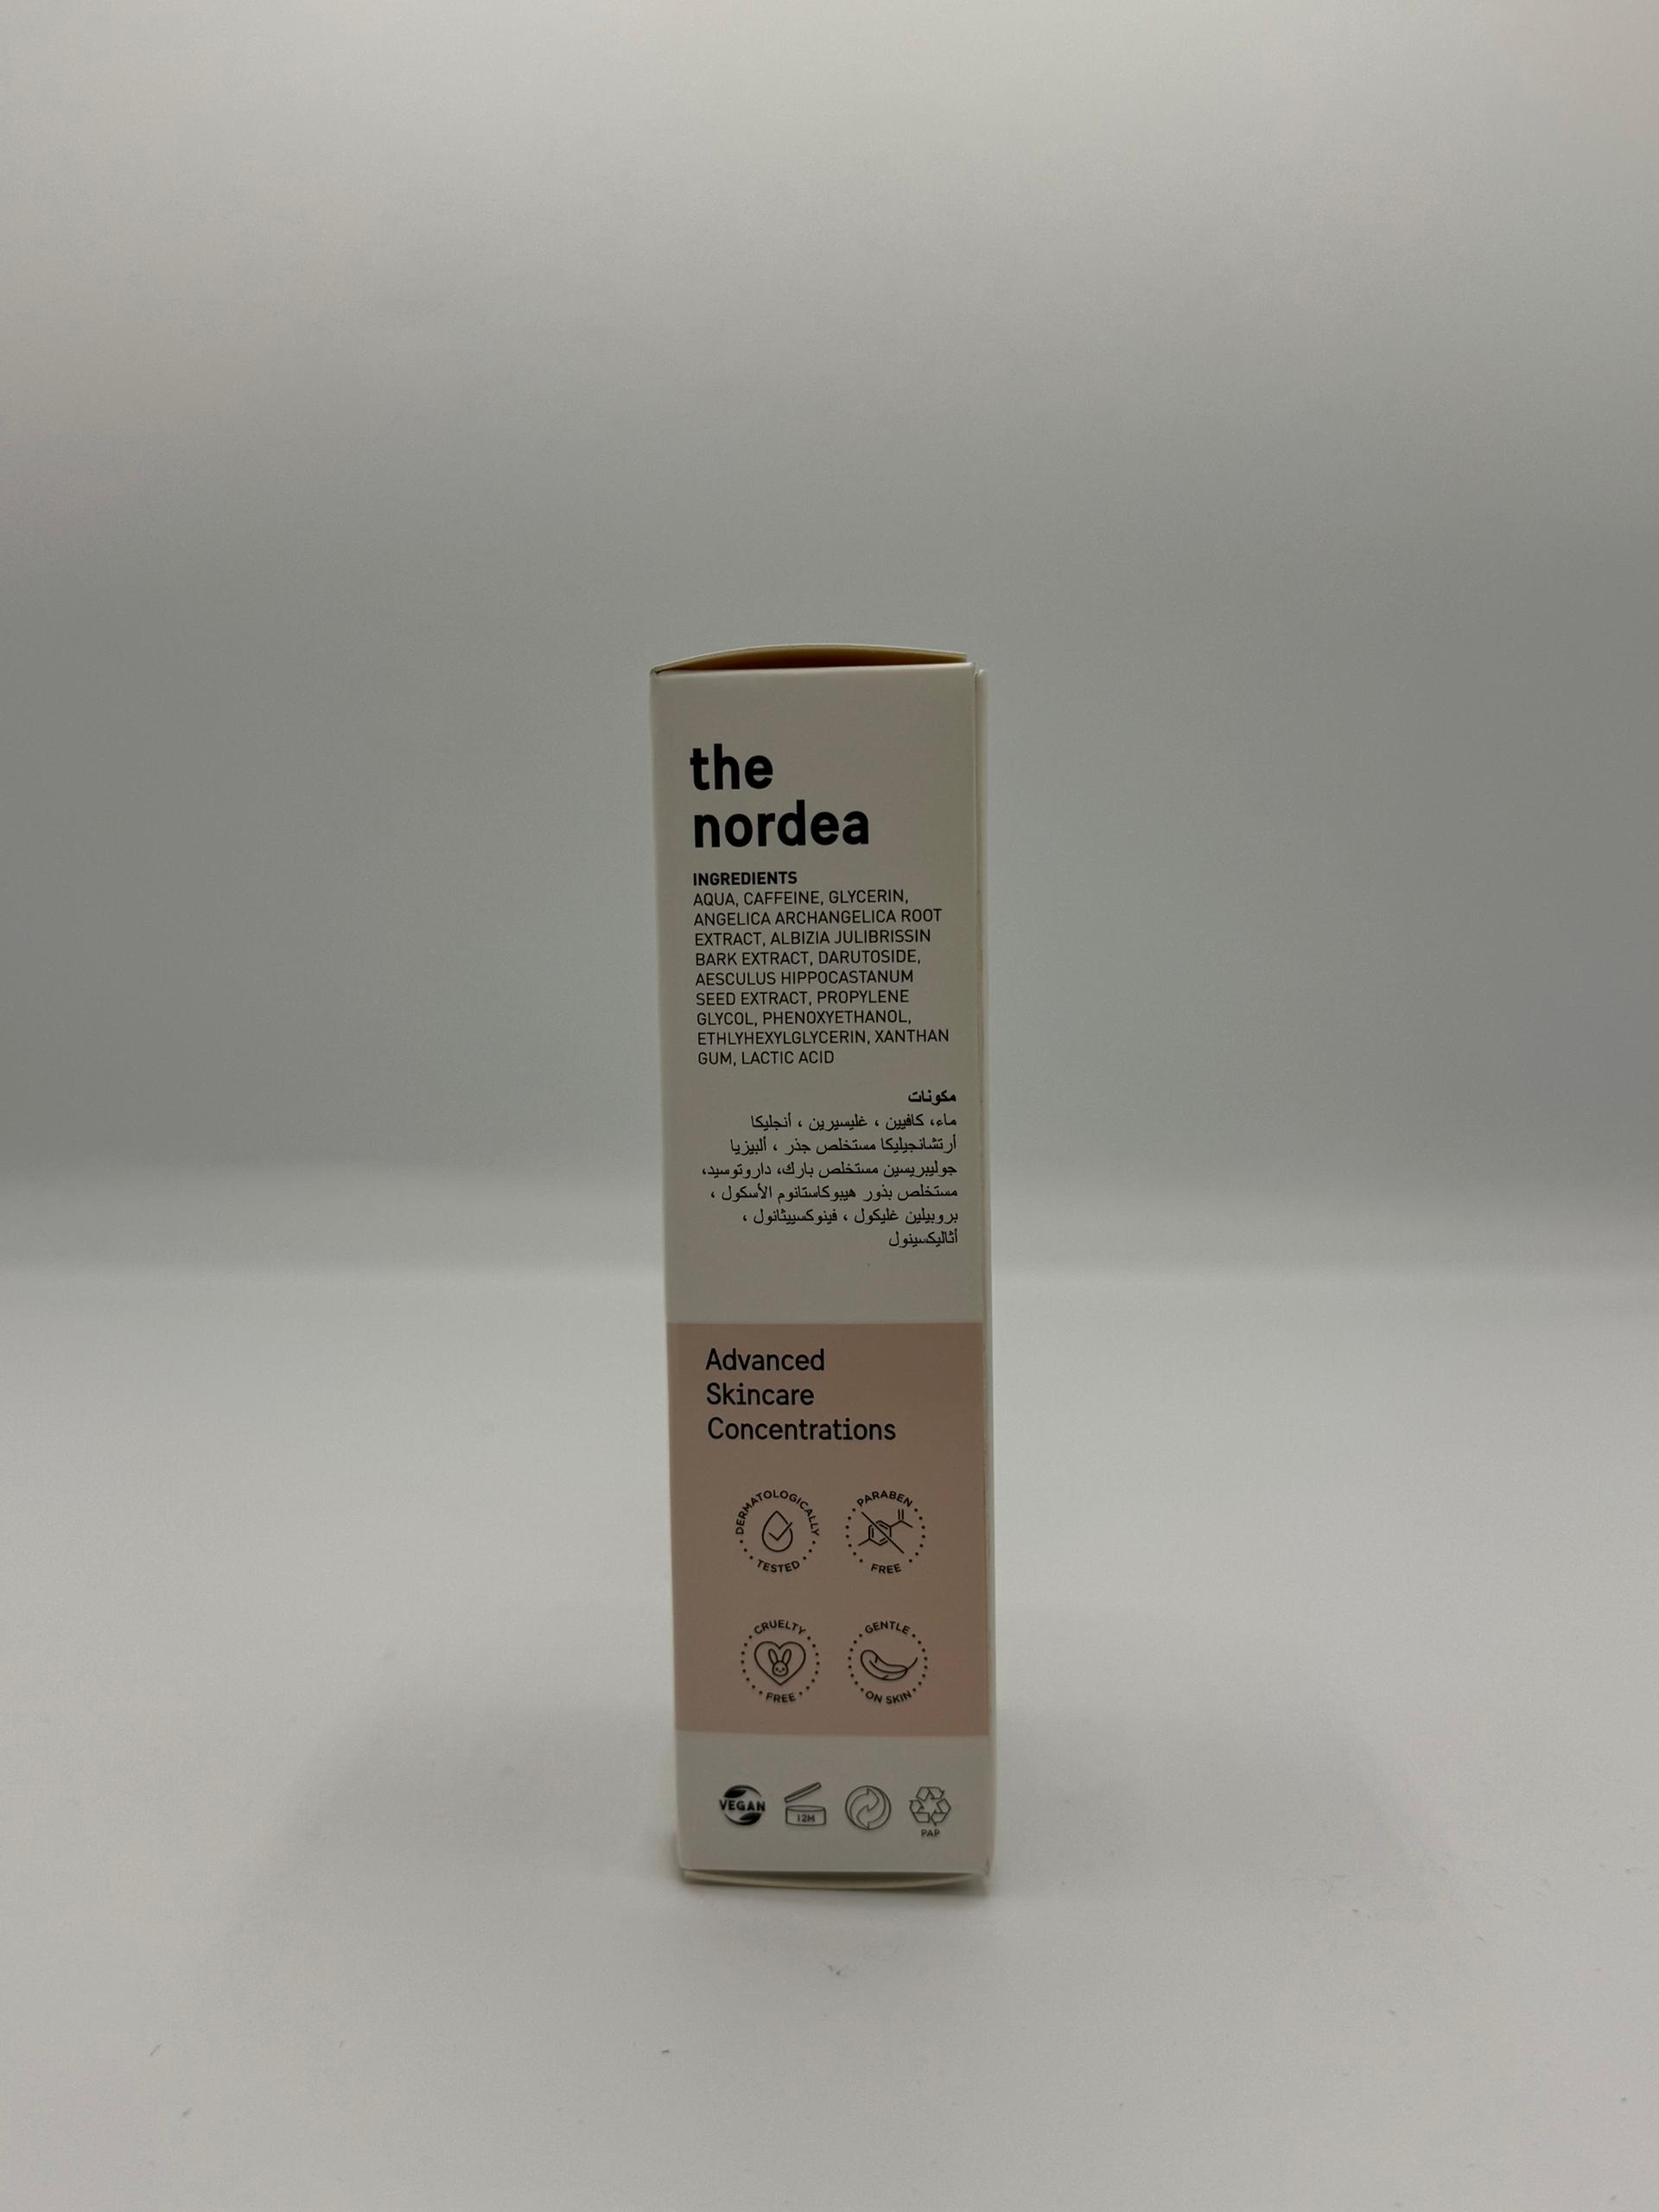 the
nordea
INGREDIENTS
AQUA, CAFFEINE, GLYCERIN,
ANGELICA ARCHANGELICA ROOT
EXTRACT, ALBIZIA JULIBRISSIN
BARK EXTRACT, DARUTOSIDE,
AESCULUS HIPPOCASTANUM
SEED EXTRACT, PROPYLENE
GLYCOL, PHENOXYETHANOL,
ETHLYHEXYLGLYCERIN, XANTHAN
GUM, LACTIC ACID
مكونات
ماء، كافيين ، غليسيرين ، أنجليكا
أرتشانجيليكا مستخلص جذر ، ألبيزيا
جوليبريسين مستخلص بارك، داروتوسيد،
مستخلص بذور هيبوكاستانوم الأسكول ،
بروبيلين غليكول ، فينوكسييثانول ،
أثاليكسينول
Advanced
Skincare
Concentrations
DERMATOLOGICALLY
TESTED
PARABEN
FREE
CRUELTY
FREE
GENTLE
ON SKIN
VEGAN
12M
PAP